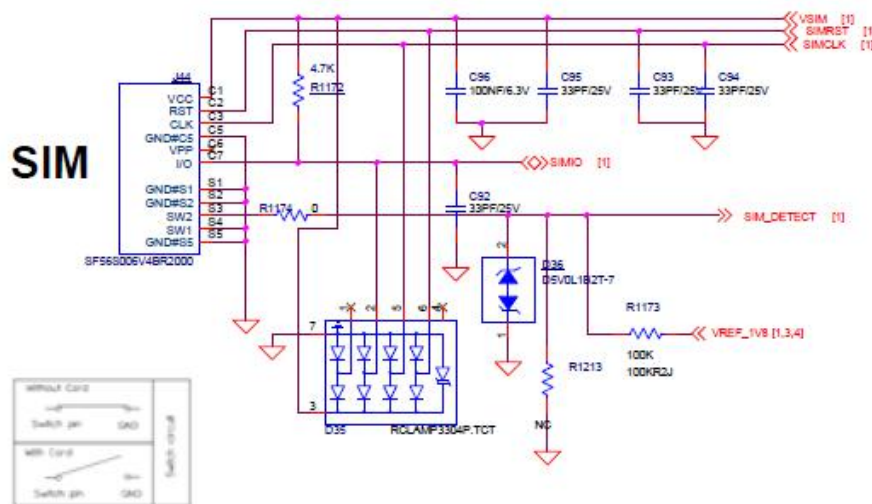 VSIM [1]
SIMRST [1]
SIMCLK [1]
J44
VCC C1
RST C2
CLK C3
GND#C5 C5
VPP C6
I/O C7
GND#S1 S1
GND#S2 S2
SW2 S3
SW1 S4
GND#S5 S5
SF56S006V4BR2000
SIM
4.7K
R1172
C96
100NF/6.3V
C95
33PF/25V
C93
33PF/25V
C94
33PF/25V
SIMIO [1]
C92
33PF/25V
R1174 0
SIM_DETECT [1]
2
D36
D5V0L1B2T-7
1
R1173
VREF_1V8 [1,3,4]
100K
100KR2J
R1213
NC
1 2 5 6
7
3
D35
RCLAMP3304P.TCT
Without Card
Switch pin GND
With Card
Switch pin GND
Switch circuit